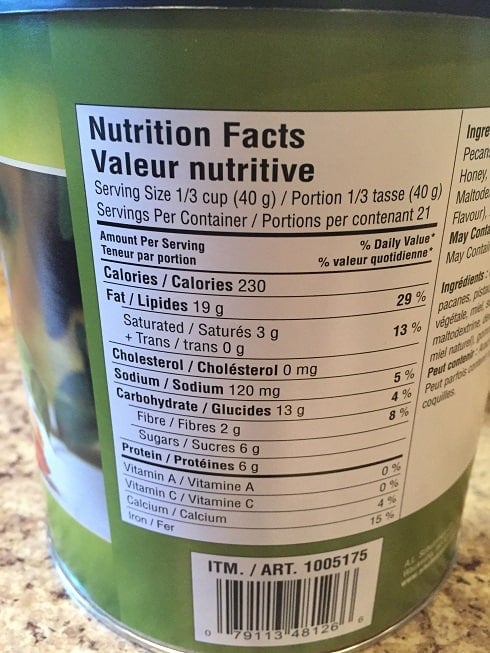 Nutrition Facts
Valeur nutritive
Serving Size 1/3 cup (40 g) / Portion 1/3 tasse (40 g)
Servings Per Container / Portions per contenant 21
Amount Per Serving % Daily Value*
Teneur par portion % valeur quotidienne*
Calories / Calories 230
Fat / Lipides 19 g 29 %
Saturated / Saturés 3 g 13 %
+ Trans / trans 0 g
Cholesterol / Choléstérol 0 mg
Sodium / Sodium 120 mg 5 %
Carbohydrate / Glucides 13 g 4 %
Fibre / Fibres 2 g 8 %
Sugars / Sucres 6 g
Protein / Protéines 6 g
Vitamin A / Vitamine A 0 %
Vitamin C / Vitamine C 0 %
Calcium / Calcium 4 %
Iron / Fer 15 %
Ingre
Pecans
Honey,
Maltode
Flavour),
May Conta
May Contai
Ingrédients :
pacanes, pista
végétale, miel, s
maltodextrine,
miel naturel),
Peut contenir :
Peut parfois
coquilles.
ITM. / ART. 1005175
0 79113 48126 6